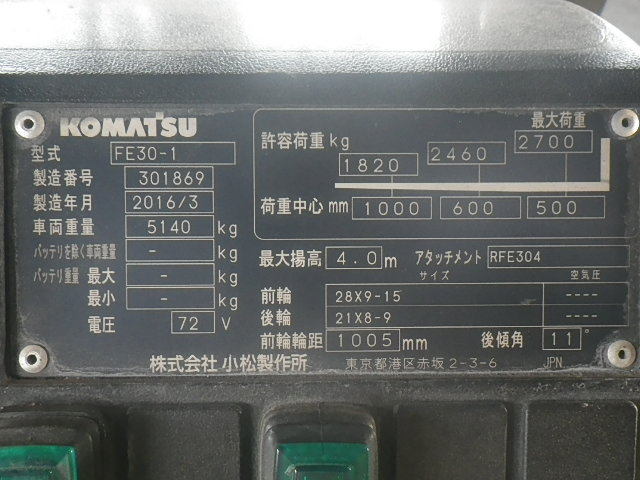 KOMATSU
型式 FE30-1
製造番号 301869
製造年月 2016/3
車両重量 5140 kg
バッテリを除く車両重量 - kg
バッテリ重量 最大 - kg
最小 - kg
電圧 72 V
最大荷重
許容荷重 kg 1820 2460 2700
荷重中心 mm 1000 600 500
最大揚高 4.0 m アタッチメント RFE304
サイズ 空気圧
前輪 28X9-15 ----
後輪 21X8-9 ----
前輪輪距 1005 mm 後傾角 11°
株式会社 小松製作所 東京都港区赤坂 2-3-6 JPN